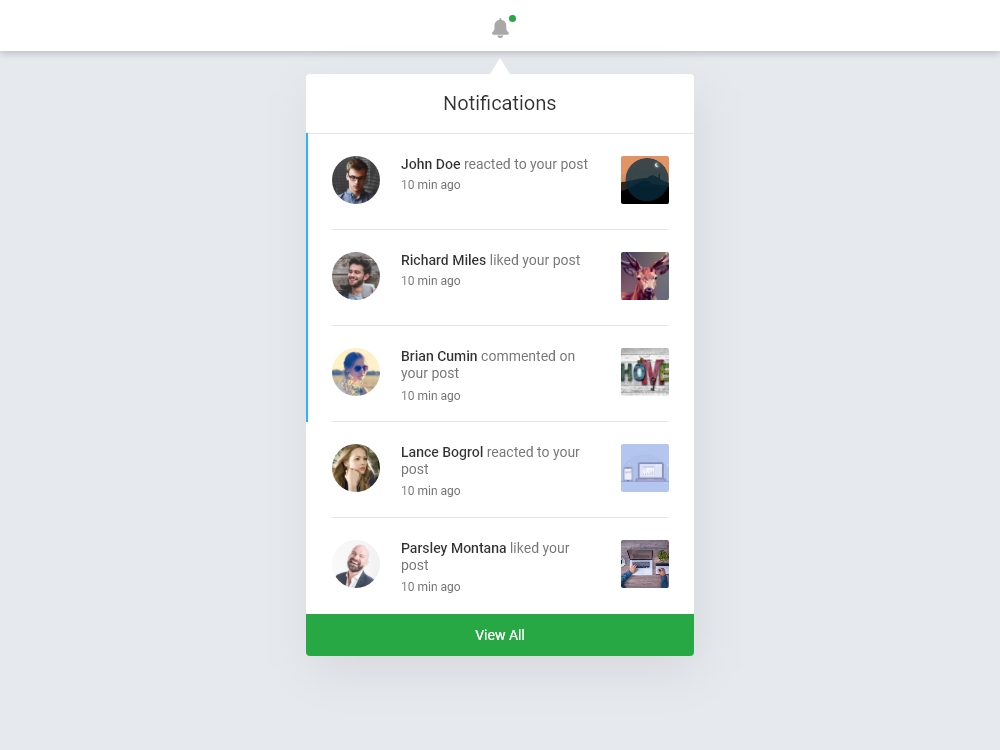 Notifications
John Doe reacted to your post
10 min ago
Richard Miles liked your post
10 min ago
Brian Cumin commented on
your post
10 min ago
HOME
Lance Bogrol reacted to your
post
10 min ago
Parsley Montana liked your
post
10 min ago
View All